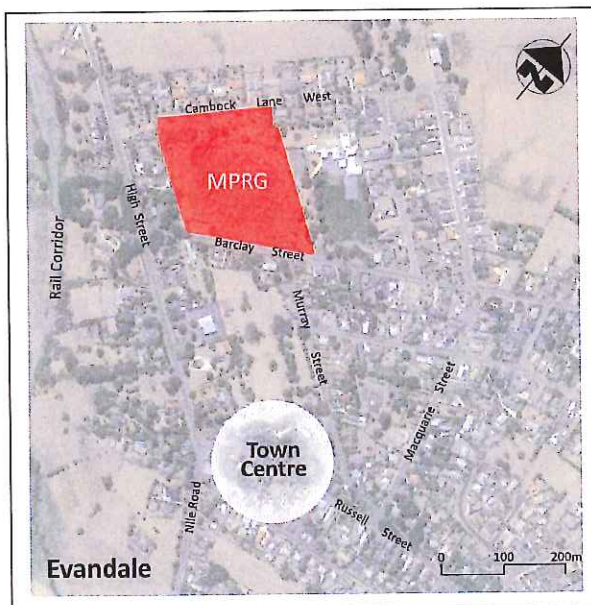 Cambock Lane West
MPRG
High Street
Rail Corridor
Barclay Street
Murray Street
Macquarie Street
Town Centre
Nile Road
Russell Street
Evandale
0 100 200m
N